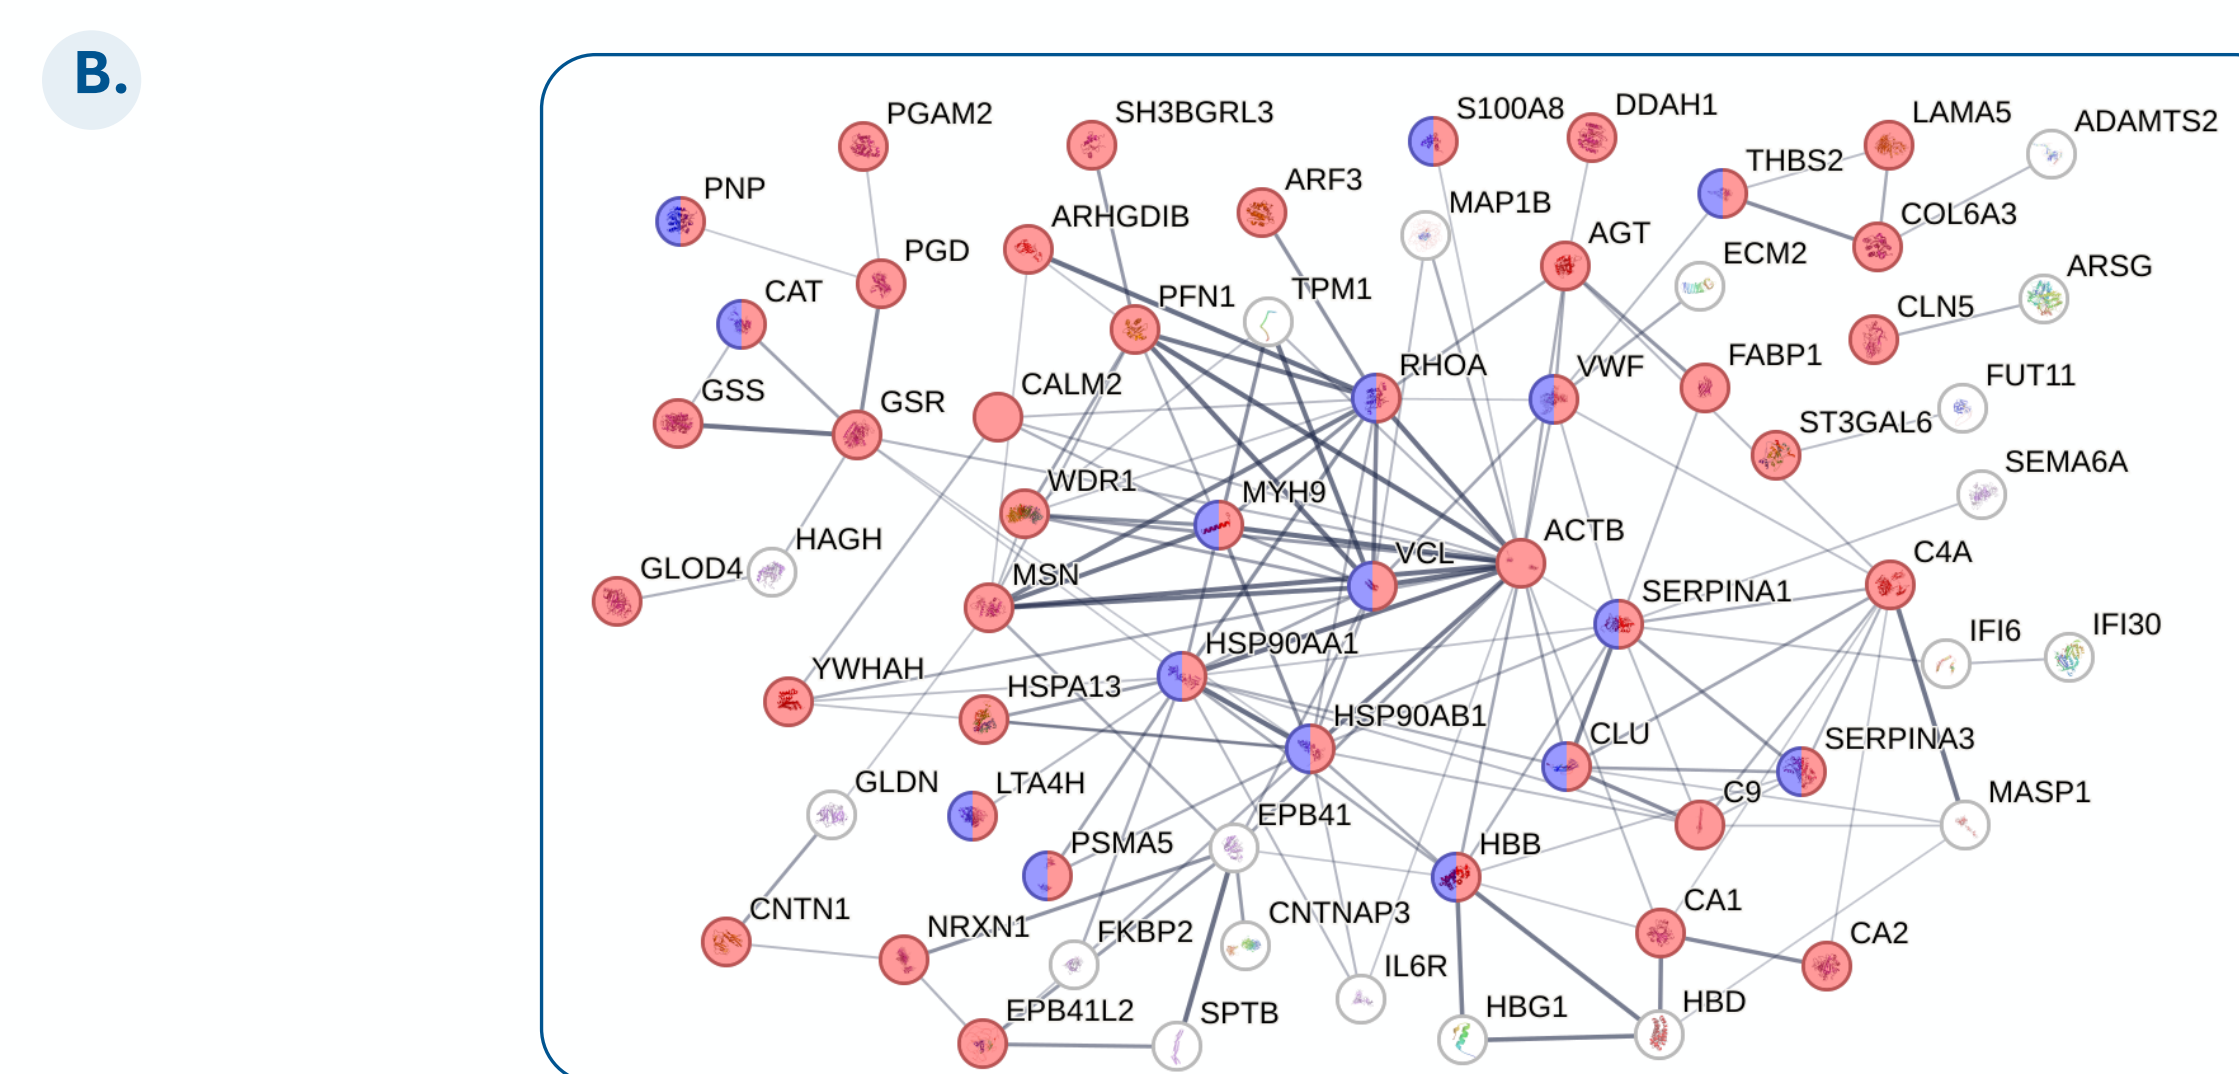 B.
PGAM2
SH3BGRL3
S100A8
DDAH1
LAMA5
ADAMTS2
THBS2
PNP
ARF3
MAP1B
ARHGDIB
COL6A3
AGT
PGD
ECM2
ARSG
CAT
PFN1
TPM1
CLN5
RHOA
VWF
FABP1
FUT11
GSS
CALM2
GSR
ST3GAL6
SEMA6A
WDR1
MYH9
ACTB
HAGH
VCL
C4A
GLOD4
MSN
SERPINA1
IFI6
IFI30
HSP90AA1
YWHAH
HSPA13
HSP90AB1
CLU
SERPINA3
GLDN
LTA4H
C9
MASP1
EPB41
PSMA5
HBB
CNTN1
NRXN1
FKBP2
CNTNAP3
CA1
CA2
IL6R
EPB41L2
SPTB
HBG1
HBD